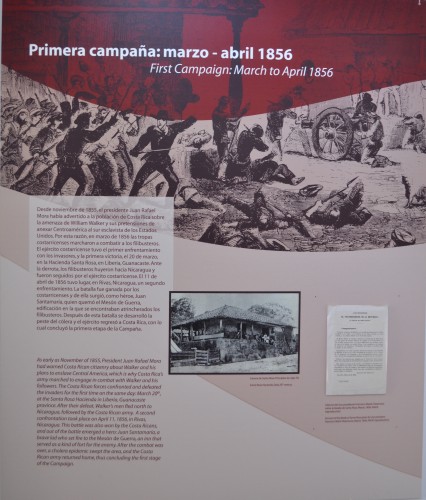 Primera campaña: marzo - abril 1856
First Campaign: March to April 1856
Desde noviembre de 1855, el presidente Juan Rafael
Mora había advertido a la población de Costa Rica sobre
la amenaza de William Walker y sus pretensiones de
anexar Centroamérica al sur esclavista de los Estados
Unidos. Por esta razón, en marzo de 1856 las tropas
costarricenses marcharon a combatir a los filibusteros.
El ejército costarricense tuvo el primer enfrentamiento
con los invasores, y la primera victoria, el 20 de marzo,
en la Hacienda Santa Rosa, en Liberia, Guanacaste. Ante
la derrota, los filibusteros huyeron hacia Nicaragua y
fueron seguidos por el ejército costarricense. El 11 de
abril de 1856 tuvo lugar, en Rivas, Nicaragua, un segundo
enfrentamiento. La batalla fue ganada por los
costarricenses y de ella surgió, como héroe, Juan
Santamaría, quien quemó el Mesón de Guerra,
edificación en la que se encontraban atrincherados los
filibusteros. Después de esta batalla se desarrolló la
peste del cólera y el ejército regresó a Costa Rica, con lo
cual concluyó la primera etapa de la Campaña.
As early as November of 1855, President Juan Rafael Mora
had warned Costa Rican citizenry about Walker and his
plans to enslave Central America, which is why Costa Rica's
army marched to engage in combat with Walker and his
followers. The Costa Rican forces confronted and defeated
the invaders for the first time on the same day: March 20th,
at the Santa Rosa Hacienda in Liberia, Guanacaste
province. After their defeat, Walker's men fled north to
Nicaragua, followed by the Costa Rican army. A second
confrontation took place on April 11, 1856, in Rivas,
Nicaragua. This battle was also won by the Costa Ricans;
and out of the battle emerged a hero: Juan Santamaría, a
brave lad who set fire to the Mesón de Guerra, an inn that
served as a kind of fort for the enemy. After the combat was
over, a cholera epidemic swept the area, and the Costa
Rican army returned home, thus concluding the first stage
of the Campaign.